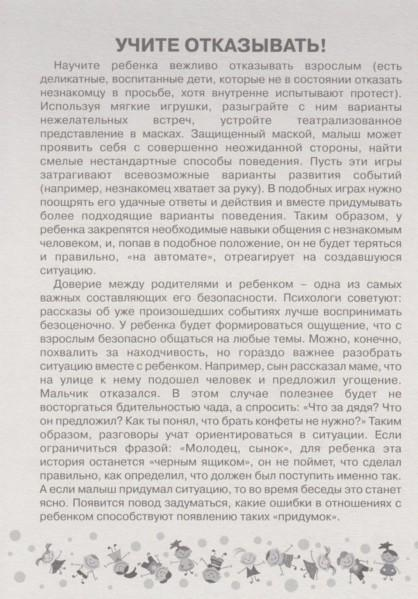 УЧИТЕ ОТКАЗЫВАТЬ!
Научите ребенка вежливо отказывать взрослым (есть
деликатные, воспитанные дети, которые не в состоянии отказать
незнакомцу в просьбе, хотя внутренне испытывают протест).
Используя мягкие игрушки, разыграйте с ним варианты
нежелательных встреч, устройте театрализованное
представление в масках. Защищенный маской, малыш может
проявить себя с совершенно неожиданной стороны, найти
смелые нестандартные способы поведения. Пусть эти игры
затрагивают всевозможные варианты развития событий
(например, незнакомец хватает за руку). В подобных играх нужно
поощрять его удачные ответы и действия и вместе придумывать
более подходящие варианты поведения. Таким образом, у
ребенка закрепятся необходимые навыки общения с незнакомым
человеком, и, попав в подобное положение, он не будет теряться
и правильно, «на автомате», отреагирует на создавшуюся
ситуацию.
Доверие между родителями и ребенком – одна из самых
важных составляющих его безопасности. Психологи советуют:
рассказы об уже произошедших событиях лучше воспринимать
безоценочно. У ребенка будет формироваться ощущение, что с
взрослым безопасно общаться на любые темы. Можно, конечно,
похвалить за находчивость, но гораздо важнее разобрать
ситуацию вместе с ребенком. Например, сын рассказал маме, что
на улице к нему подошел человек и предложил угощение.
Мальчик отказался. В этом случае полезнее будет не
восторгаться бдительностью чада, а спросить: «Что за дядя? Что
он предложил? Как ты понял, что брать конфеты не нужно?» Таким
образом, разговоры учат ориентироваться в ситуации. Если
ограничиться фразой: «Молодец, сынок», для ребенка эта
история останется «черным ящиком», он не поймет, что сделал
правильно, как определил, что должен был поступить именно так.
А если малыш придумал ситуацию, то во время беседы это станет
ясно. Появится повод задуматься, какие ошибки в отношениях с
ребенком способствуют появлению таких «придумок».